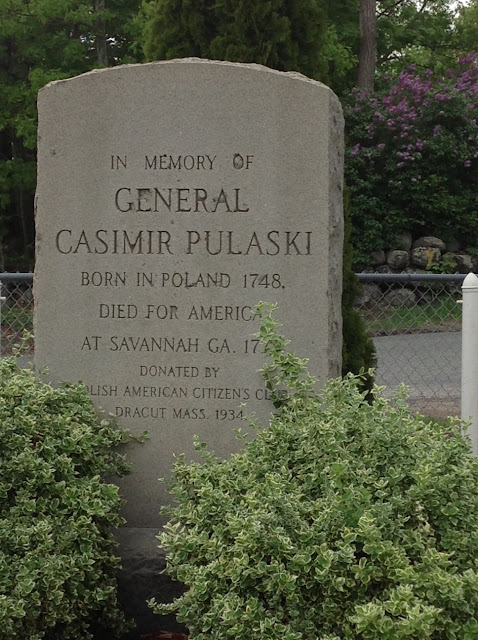 IN MEMORY OF
GENERAL
CASIMIR PULASKI
BORN IN POLAND 1748.
DIED FOR AMERICA
AT SAVANNAH GA.
DONATED BY
AMERICAN CITIZEN'S
DRACUT MASS. 1934.